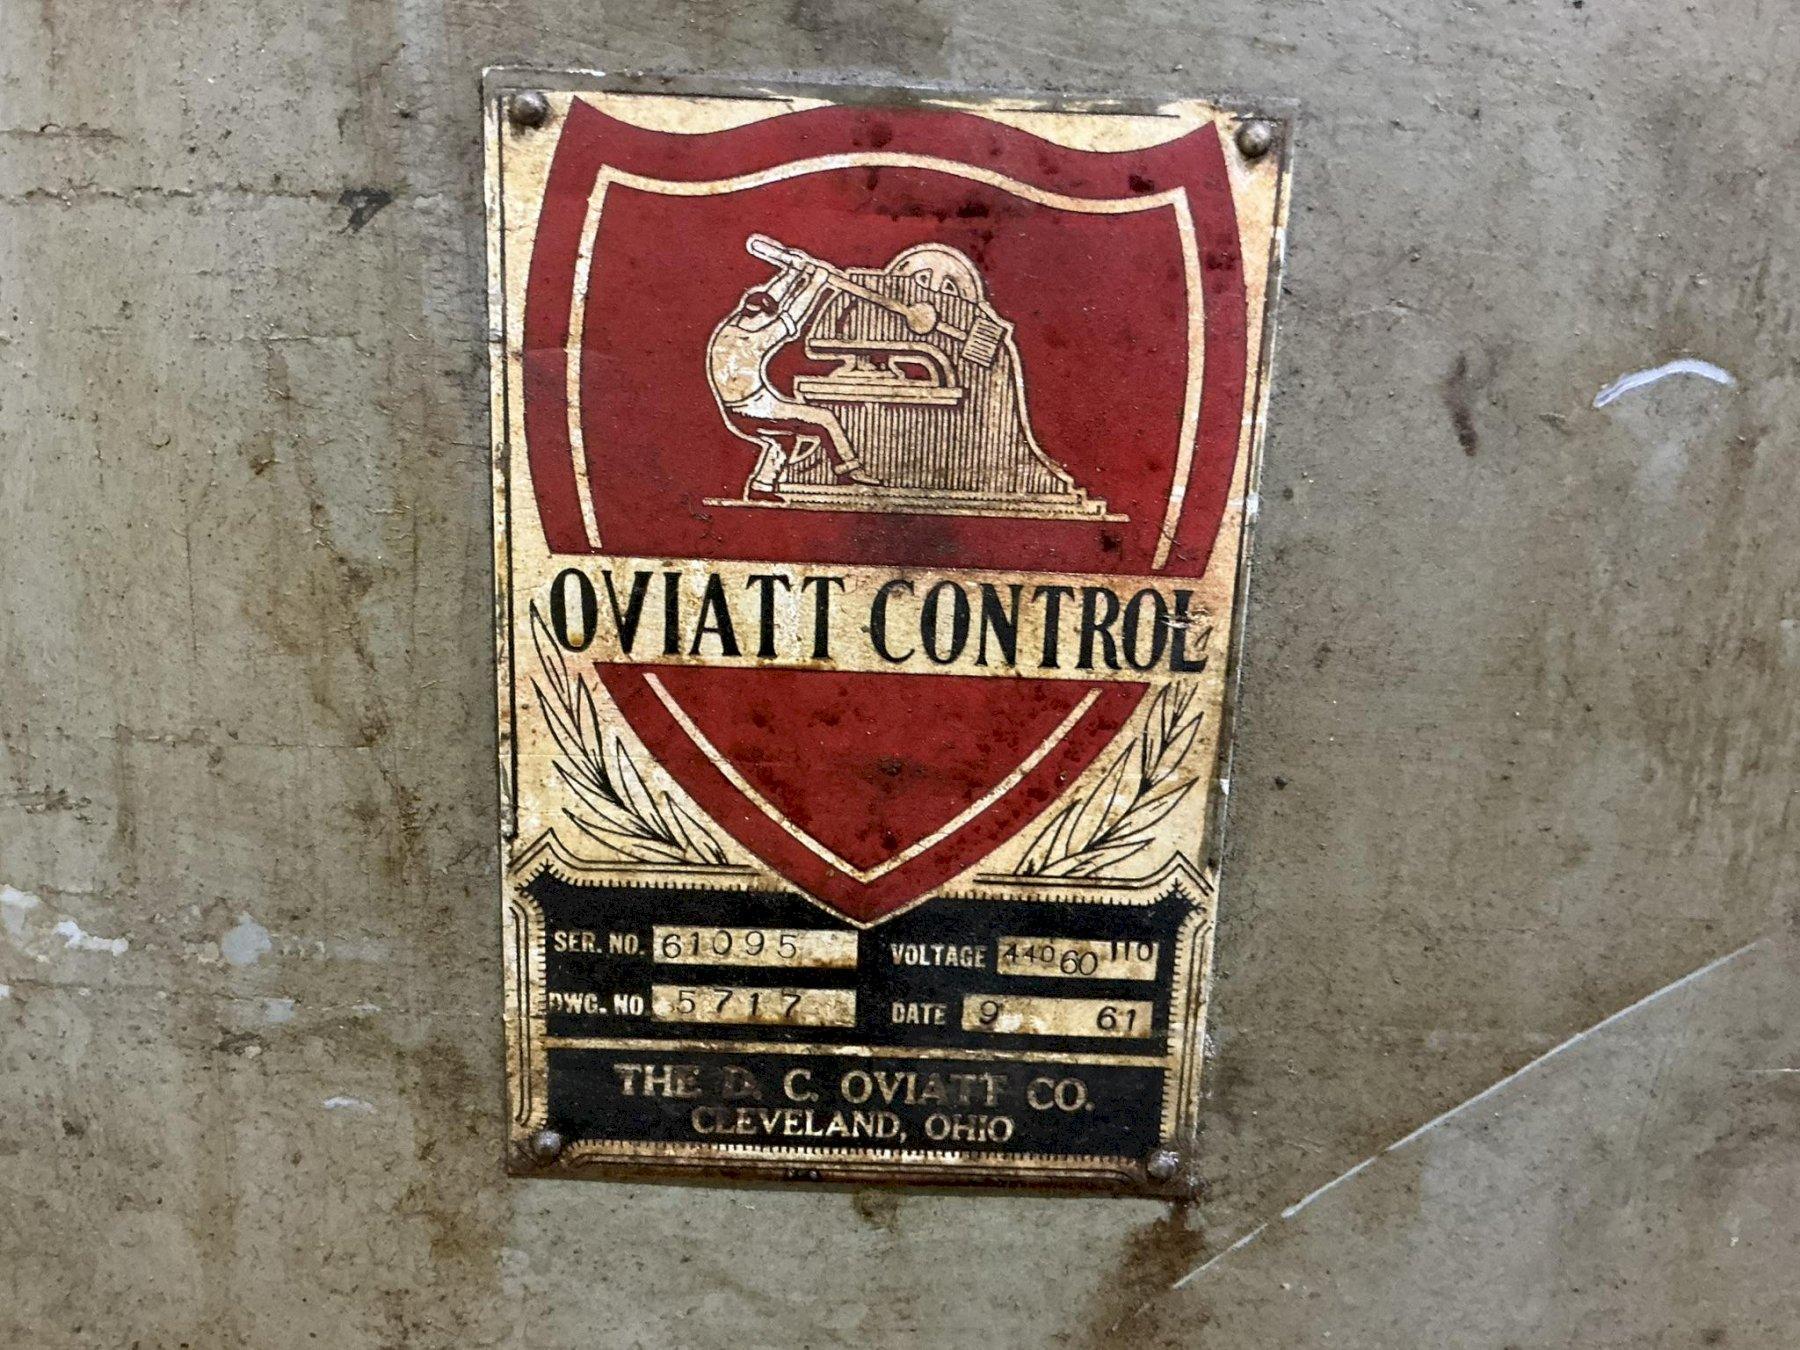 OVIATT CONTROL
SER. NO. 61095 VOLTAGE 440 60 110
DWG. NO 5717 DATE 9 61
THE D. C. OVIATT CO.
CLEVELAND, OHIO